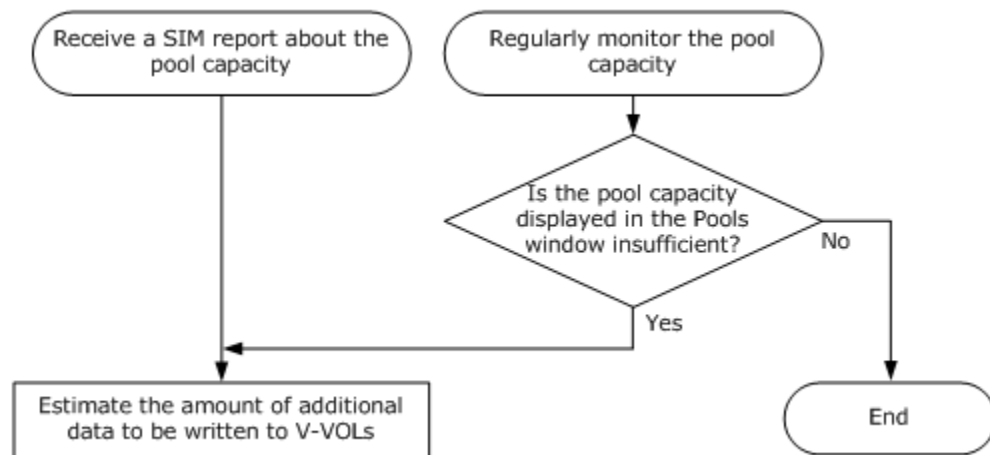 Receive a SIM report about the
pool capacity
Regularly monitor the pool
capacity
Is the pool capacity
displayed in the Pools
window insufficient?
No
Yes
Estimate the amount of additional
data to be written to V-VOLs
End